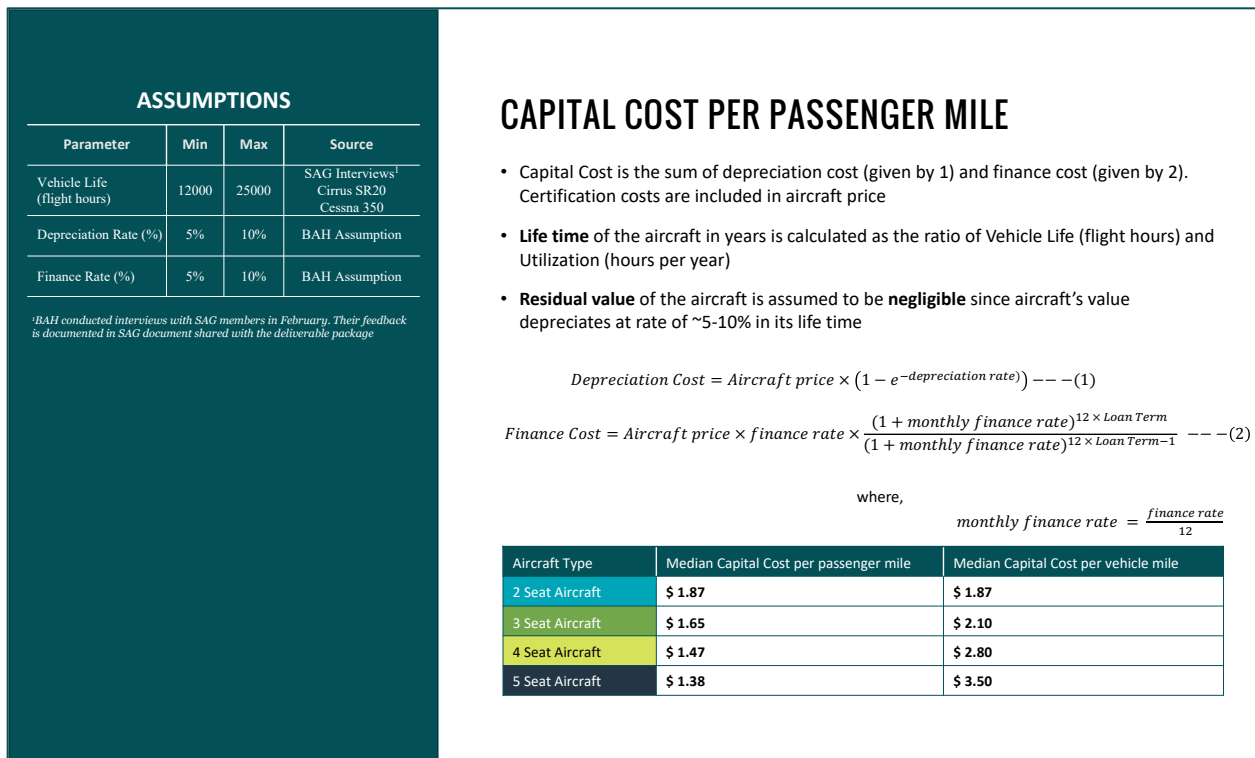 ASSUMPTIONS
Parameter Min Max Source
Vehicle Life (flight hours) 12000 25000 SAG Interviews¹ Cirrus SR20 Cessna 350
Depreciation Rate (%) 5% 10% BAH Assumption
Finance Rate (%) 5% 10% BAH Assumption
¹BAH conducted interviews with SAG members in February. Their feedback
is documented in SAG document shared with the deliverable package
CAPITAL COST PER PASSENGER MILE
• Capital Cost is the sum of depreciation cost (given by 1) and finance cost (given by 2).
Certification costs are included in aircraft price
• Life time of the aircraft in years is calculated as the ratio of Vehicle Life (flight hours) and
Utilization (hours per year)
• Residual value of the aircraft is assumed to be negligible since aircraft's value
depreciates at rate of ~5-10% in its life time
Depreciation Cost = Aircraft price × (1 − e^−depreciation rate)) −− −(1)
Finance Cost = Aircraft price × finance rate × (1 + monthly finance rate)^12 × Loan Term / (1 + monthly finance rate)^12 × Loan Term−1 −− −(2)
where,
monthly finance rate = finance rate / 12
Aircraft Type Median Capital Cost per passenger mile Median Capital Cost per vehicle mile
2 Seat Aircraft $ 1.87 $ 1.87
3 Seat Aircraft $ 1.65 $ 2.10
4 Seat Aircraft $ 1.47 $ 2.80
5 Seat Aircraft $ 1.38 $ 3.50